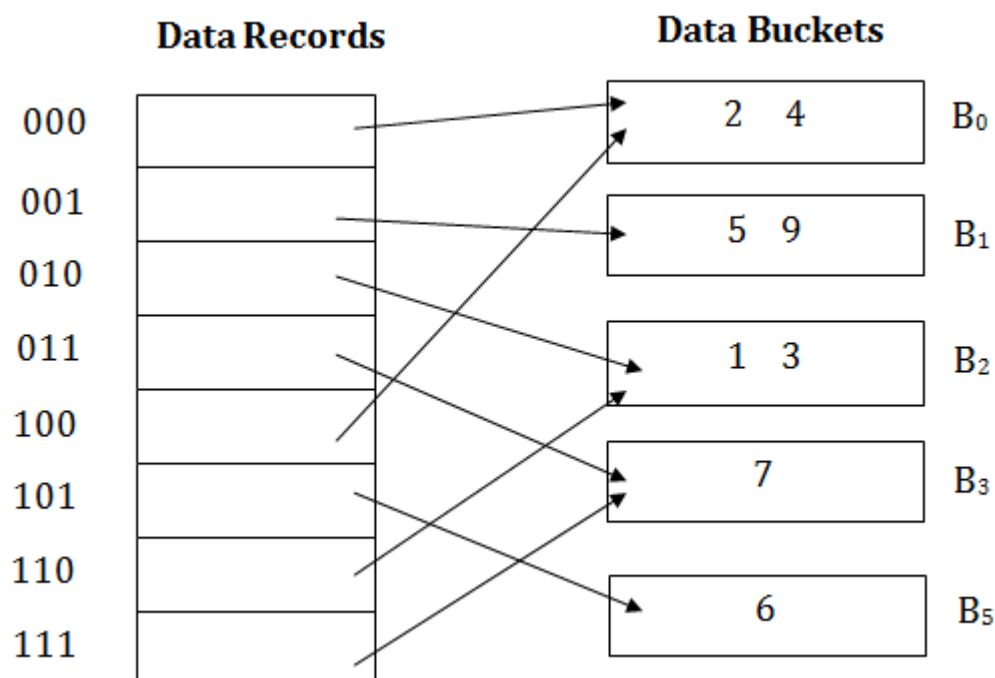 Data Records
Data Buckets
000
2 4
B₀
001
5 9
B₁
010
011
1 3
B₂
100
7
B₃
101
110
6
B₅
111